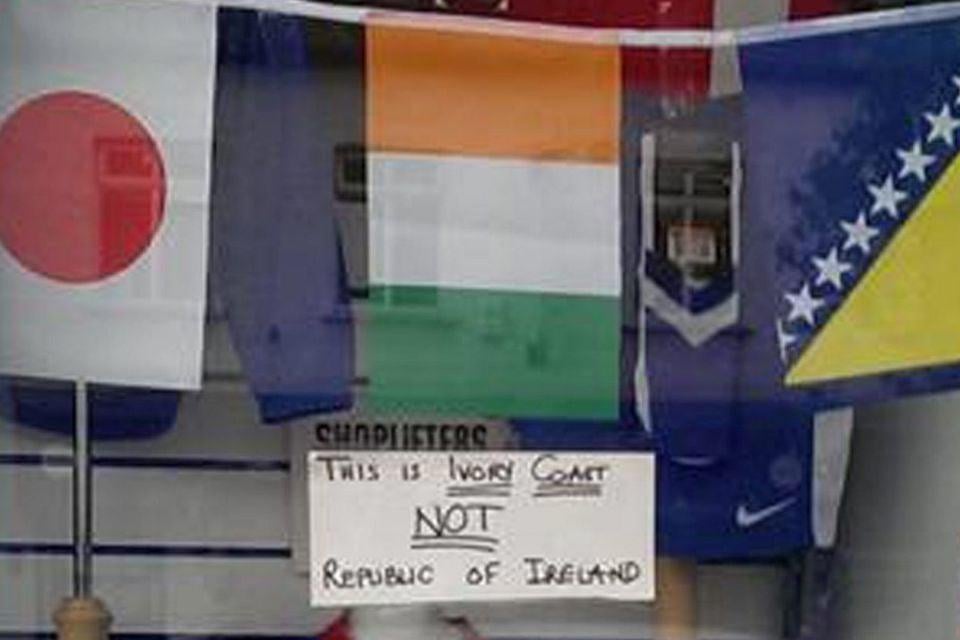 SHOPLIFTERS
THIS IS IVORY COAST
NOT
REPUBLIC OF IRELAND